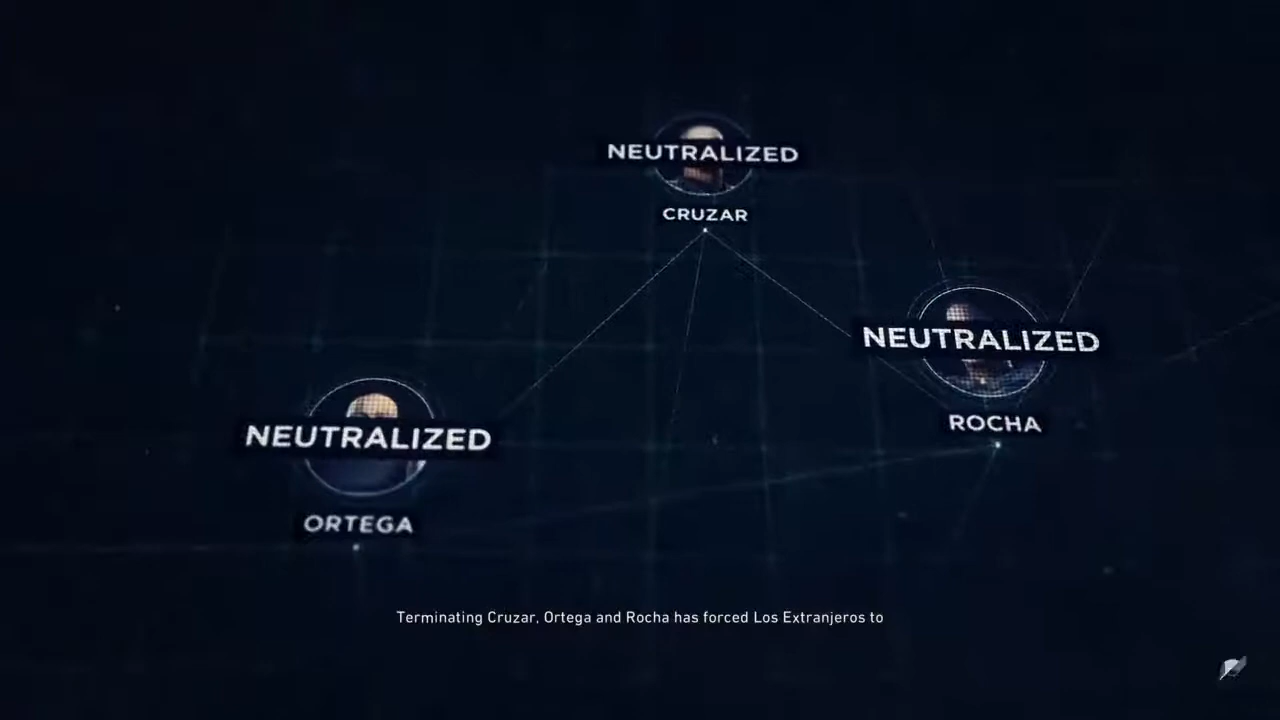 NEUTRALIZED
CRUZAR
NEUTRALIZED
ROCHA
NEUTRALIZED
ORTEGA
Terminating Cruzar, Ortega and Rocha has forced Los Extranjeros to